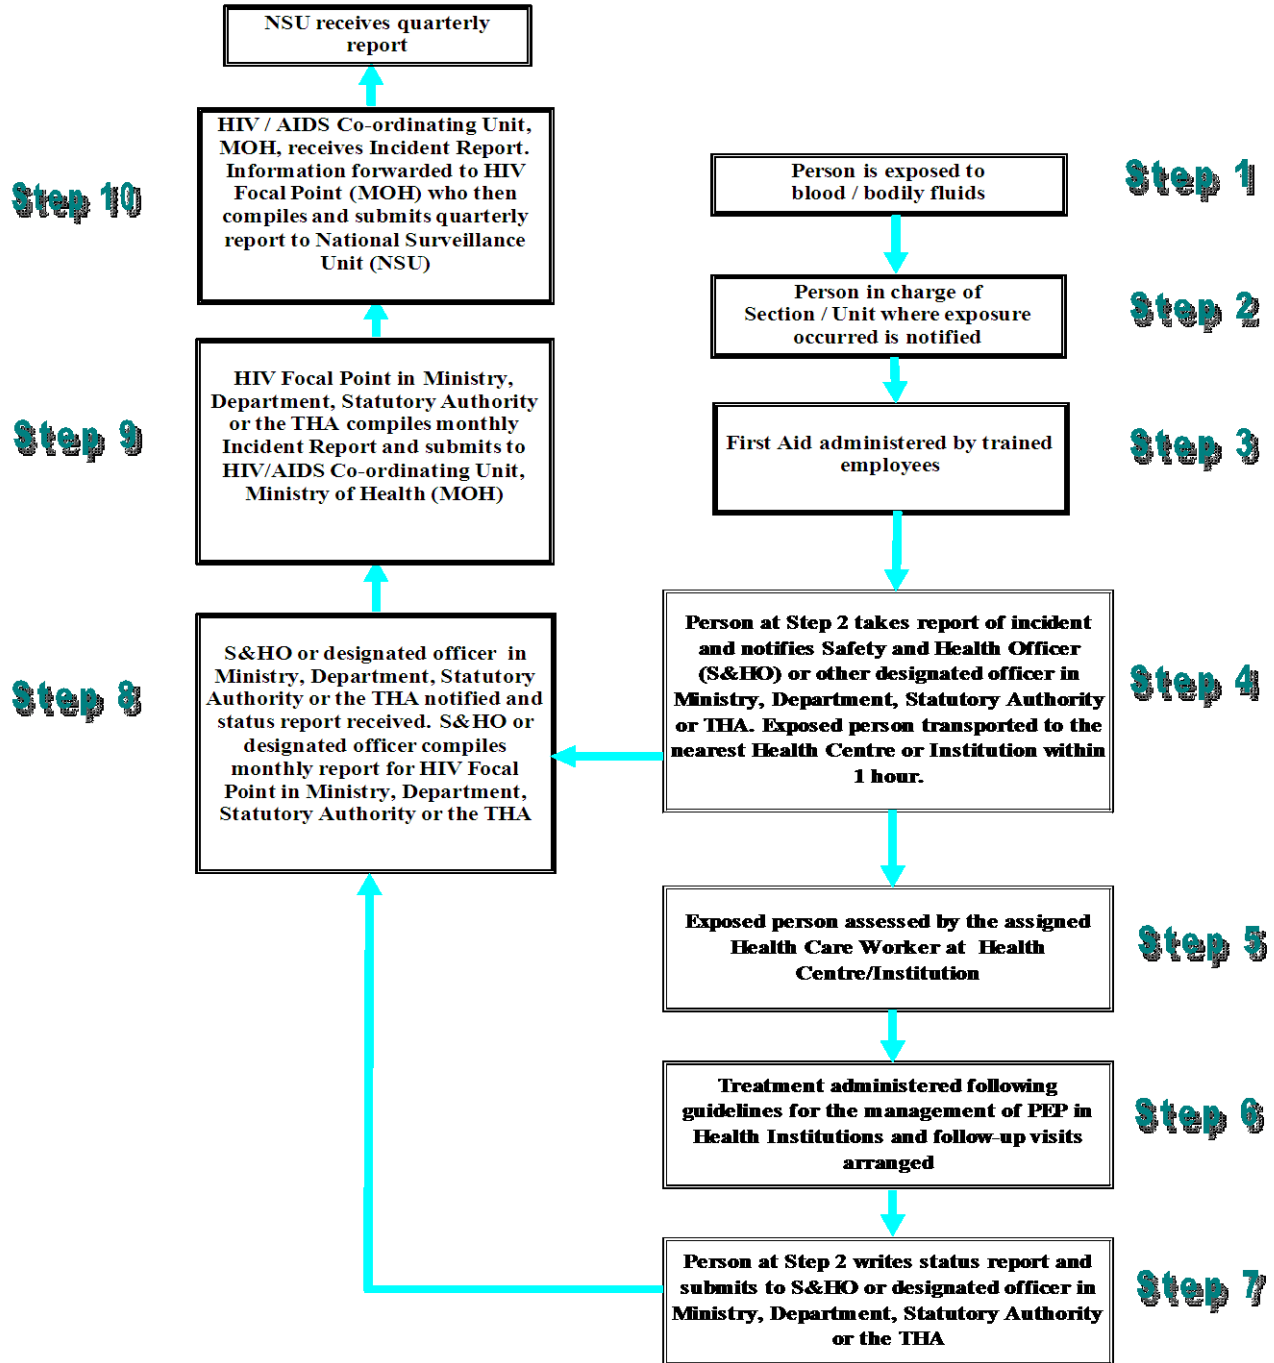 NSU receives quarterly
report
HIV / AIDS Co-ordinating Unit,
MOH, receives Incident Report.
Information forwarded to HIV
Focal Point (MOH) who then
compiles and submits quarterly
report to National Surveillance
Unit (NSU)
Step 10
HIV Focal Point in Ministry,
Department, Statutory Authority
or the THA compiles monthly
Incident Report and submits to
HIV/AIDS Co-ordinating Unit,
Ministry of Health (MOH)
Step 9
S&HO or designated officer in
Ministry, Department, Statutory
Authority or the THA notified and
status report received. S&HO or
designated officer compiles
monthly report for HIV Focal
Point in Ministry, Department,
Statutory Authority or the THA
Step 8
Person is exposed to
blood / bodily fluids
Step 1
Person in charge of
Section / Unit where exposure
occurred is notified
Step 2
First Aid administered by trained
employees
Step 3
Person at Step 2 takes report of incident
and notifies Safety and Health Officer
(S&HO) or other designated officer in
Ministry, Department, Statutory Authority
or THA. Exposed person transported to the
nearest Health Centre or Institution within
1 hour.
Step 4
Exposed person assessed by the assigned
Health Care Worker at Health
Centre/Institution
Step 5
Treatment administered following
guidelines for the management of PEP in
Health Institutions and follow-up visits
arranged
Step 6
Person at Step 2 writes status report and
submits to S&HO or designated officer in
Ministry, Department, Statutory Authority
or the THA
Step 7